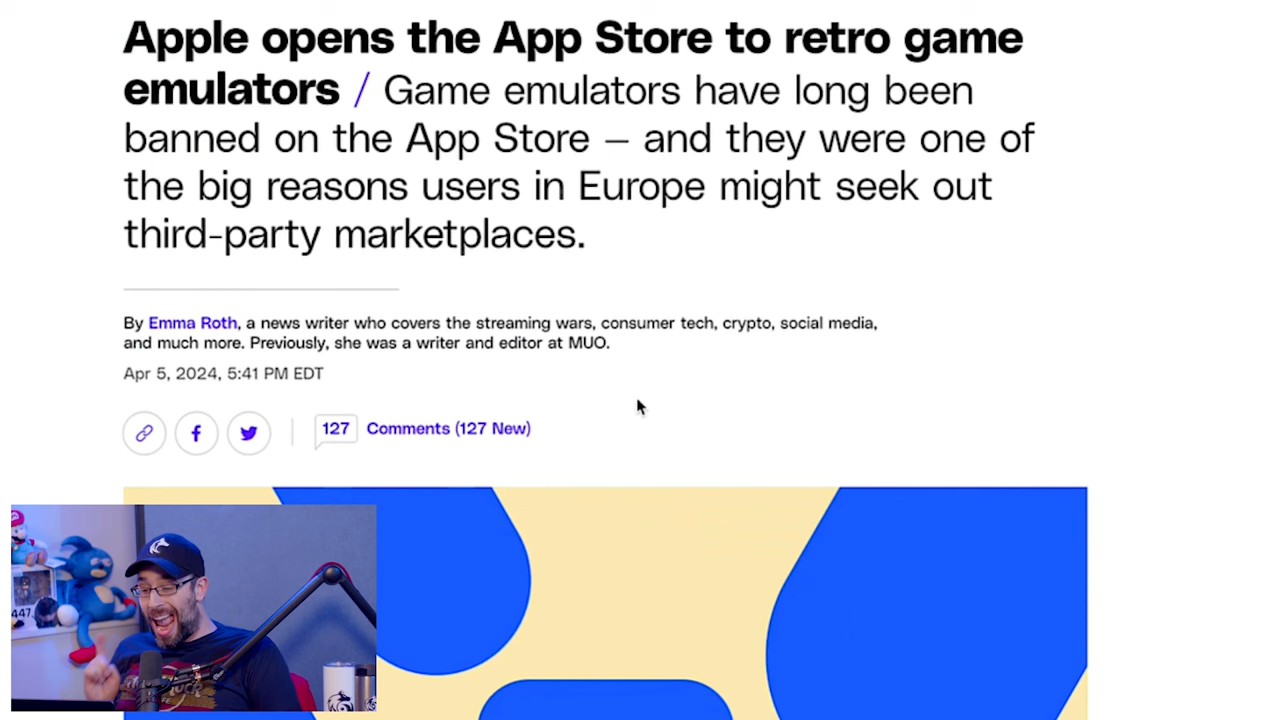 Apple opens the App Store to retro game
emulators / Game emulators have long been
banned on the App Store — and they were one of
the big reasons users in Europe might seek out
third-party marketplaces.
By Emma Roth, a news writer who covers the streaming wars, consumer tech, crypto, social media,
and much more. Previously, she was a writer and editor at MUO.
Apr 5, 2024, 5:41 PM EDT
127 Comments (127 New)
447